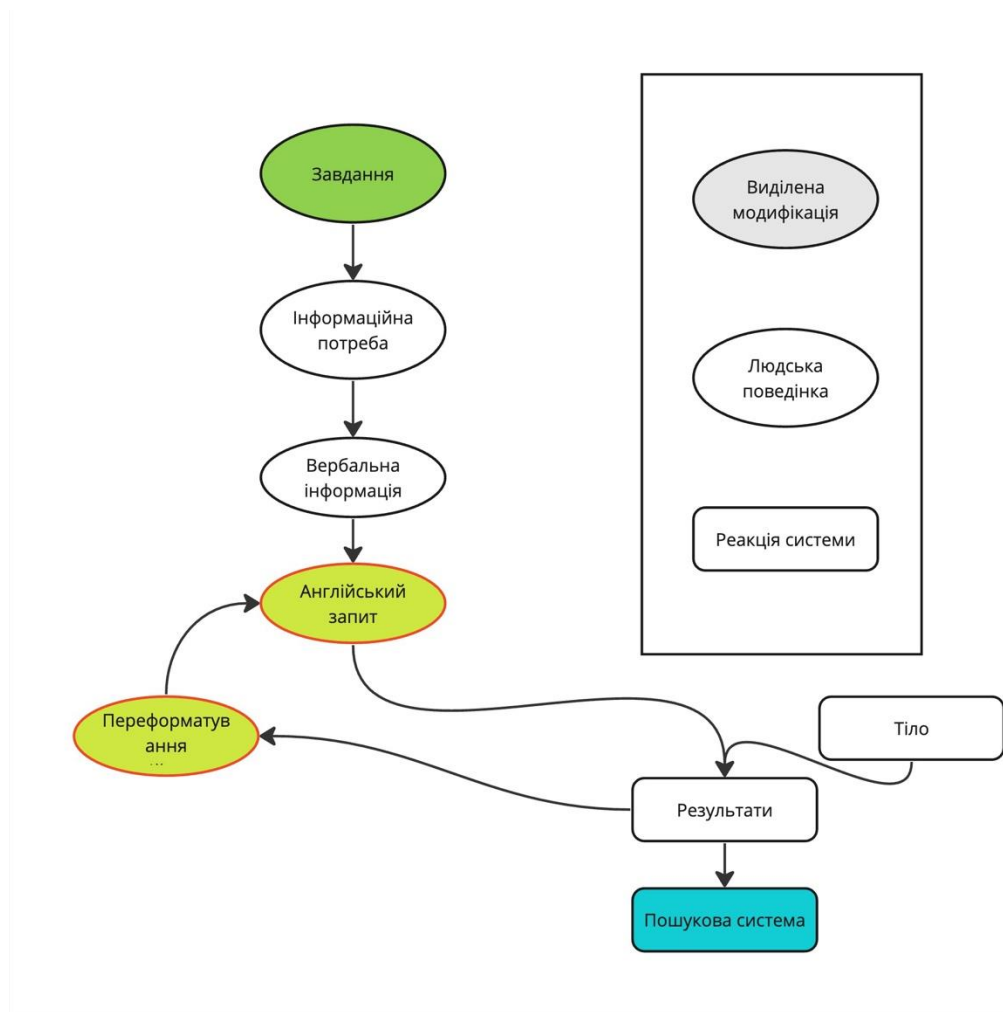 Завдання
Інформаційна
потреба
Вербальна
інформація
Англійський
запит
Переформатув
ання
Виділена
модифікація
Людська
поведінка
Реакція системи
Тіло
Результати
Пошукова система